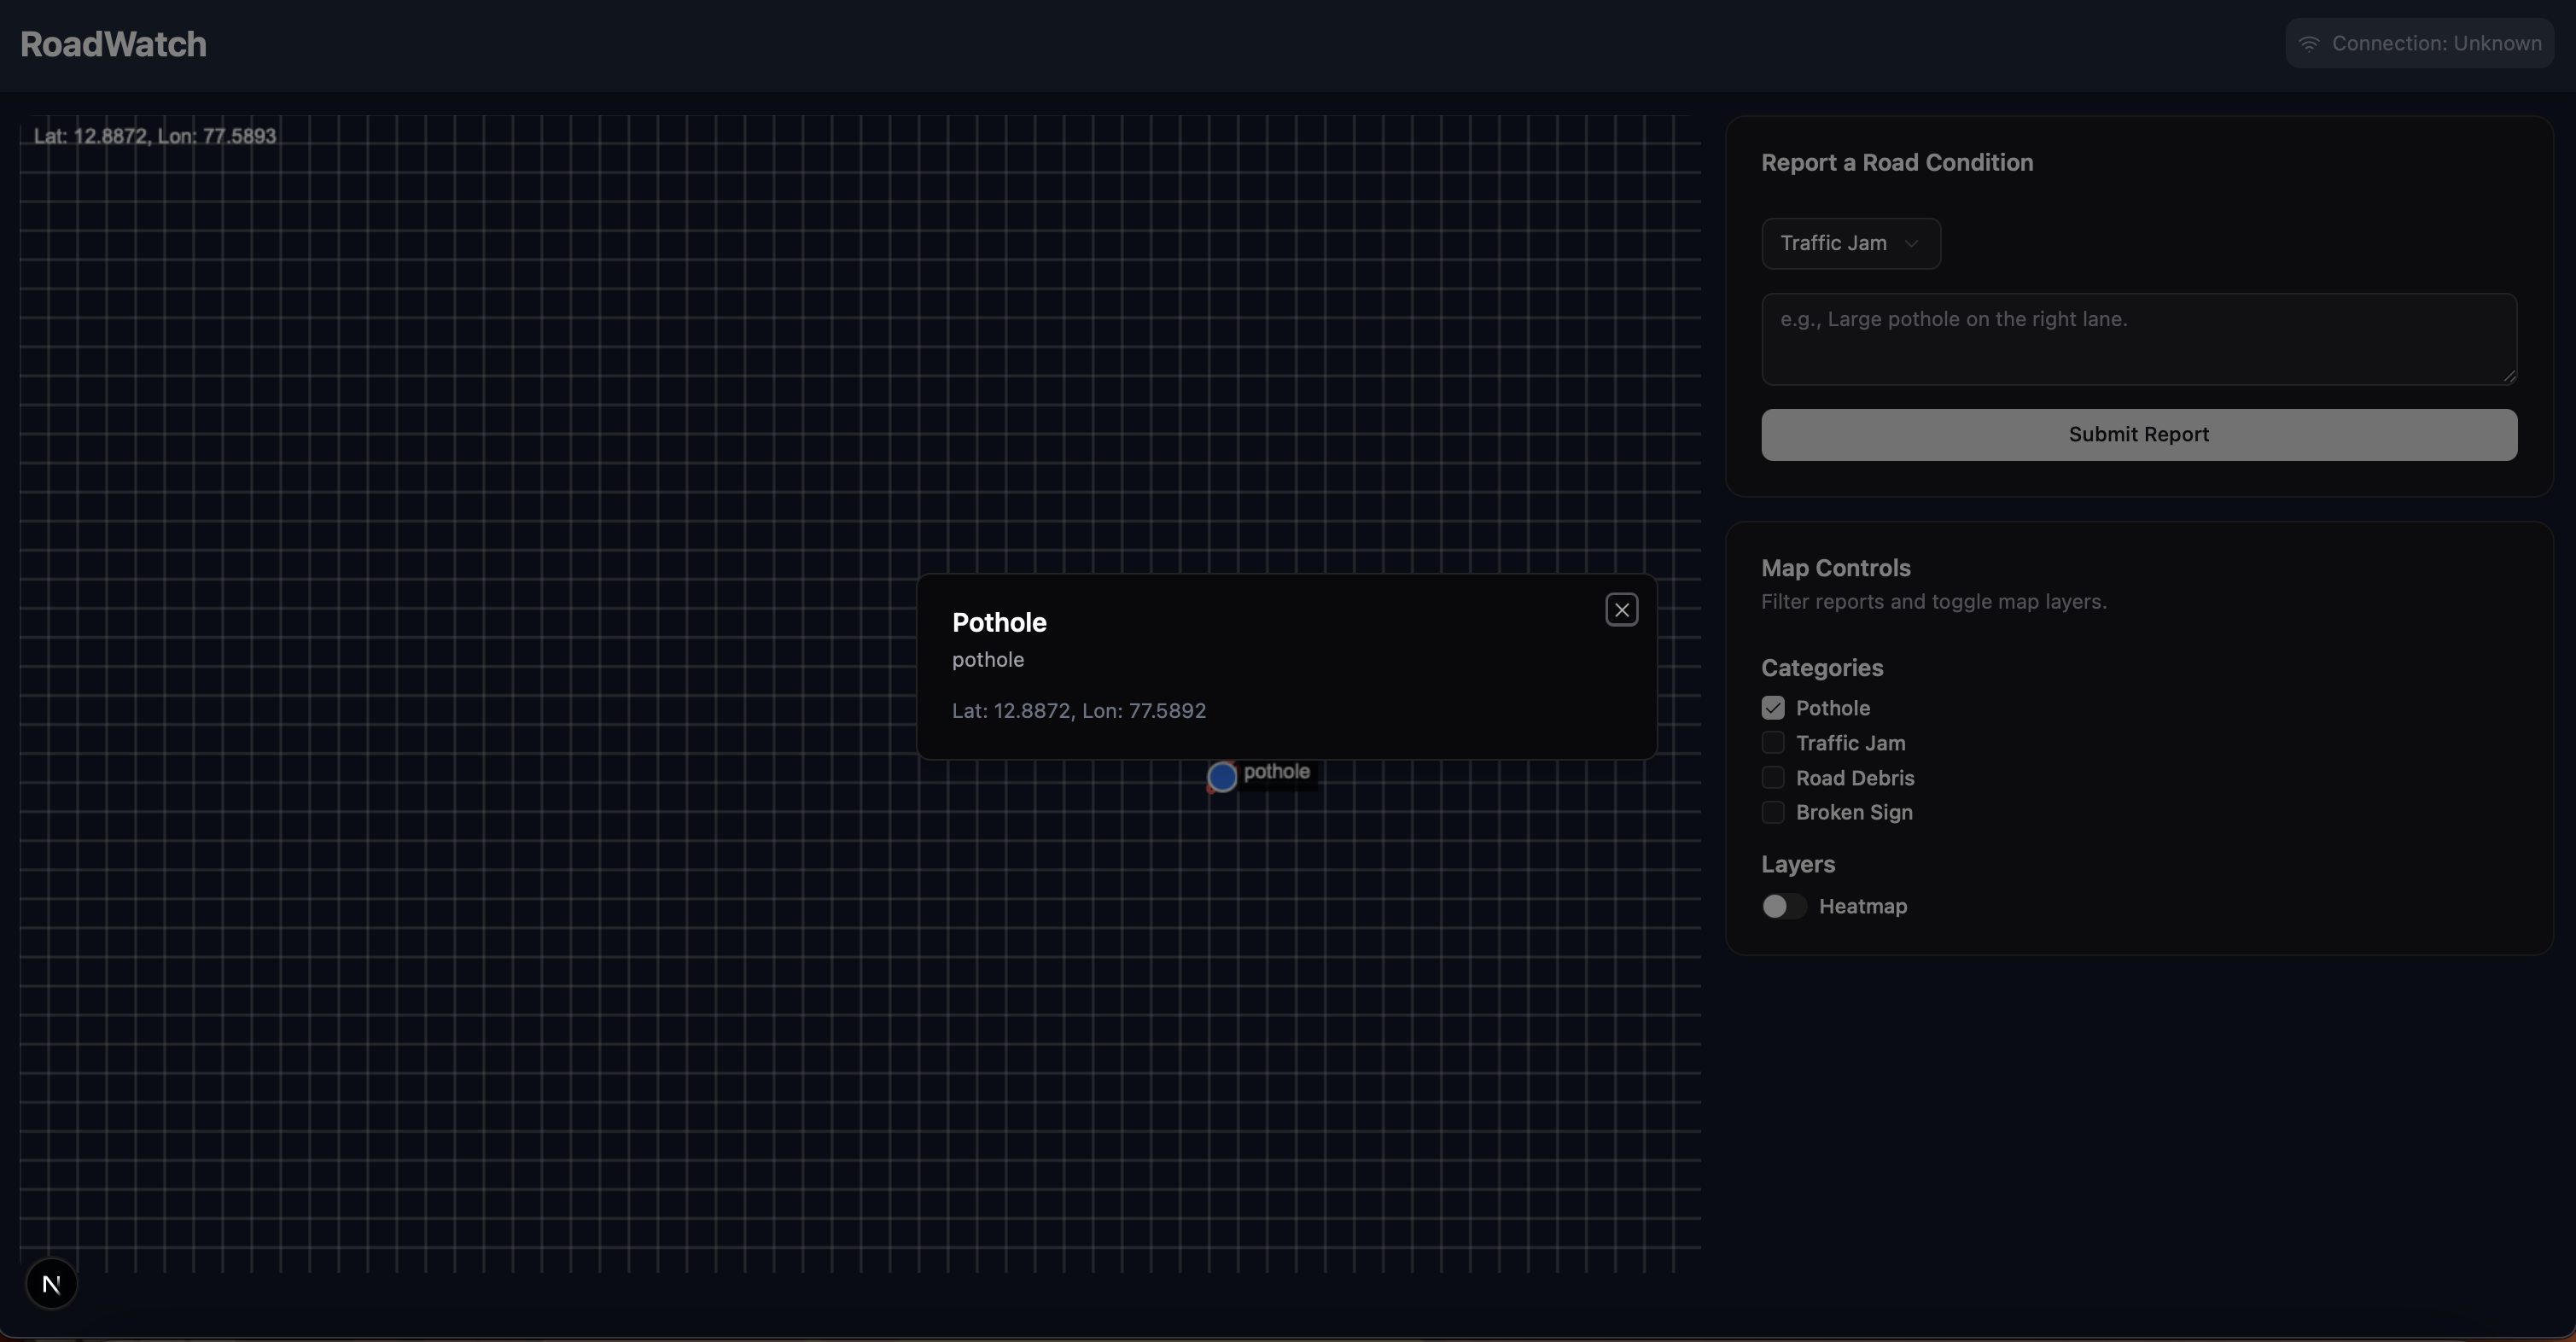 RoadWatch
Connection: Unknown
Lat: 12.8872, Lon: 77.5893
Report a Road Condition
Traffic Jam
e.g., Large pothole on the right lane.
Submit Report
Pothole
pothole
Lat: 12.8872, Lon: 77.5892
pothole
Map Controls
Filter reports and toggle map layers.
Categories
Pothole
Traffic Jam
Road Debris
Broken Sign
Layers
Heatmap
N